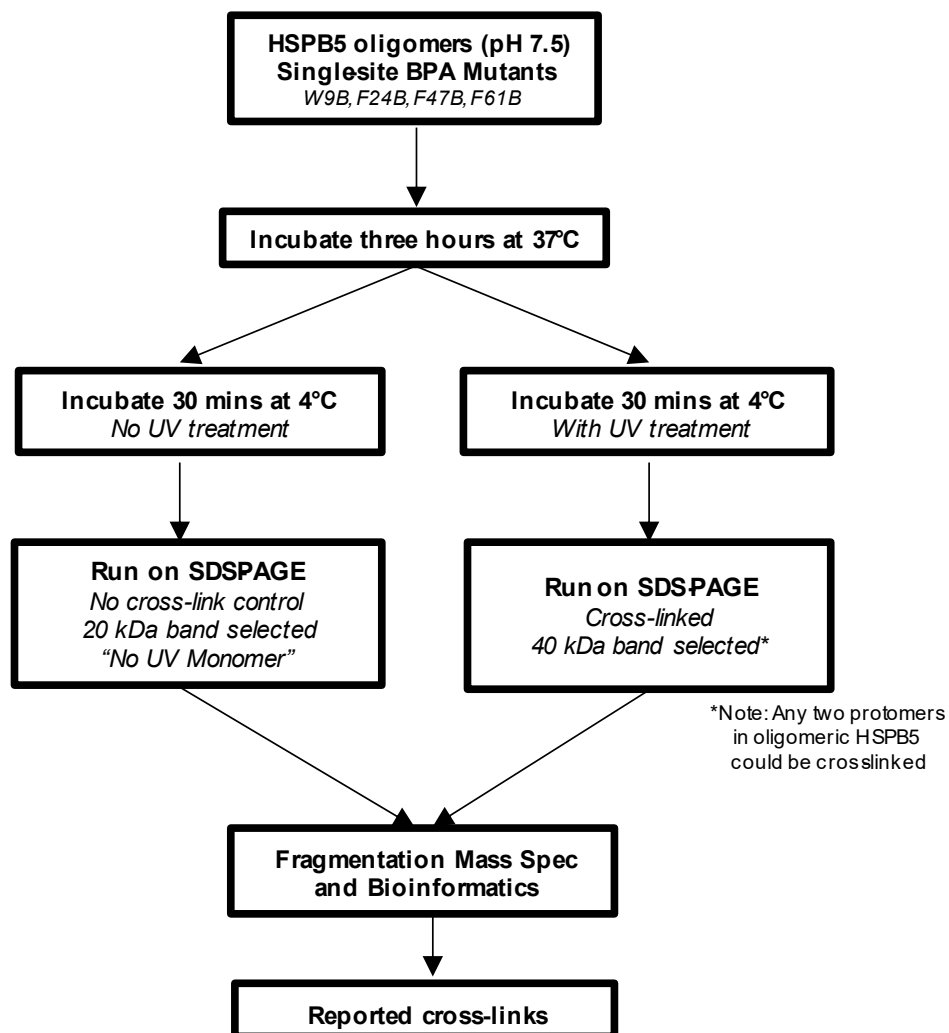 HSPB5 oligomers (pH 7.5)
Singlesite BPA Mutants
W9B, F24B, F47B, F61B
Incubate three hours at 37°C
Incubate 30 mins at 4°C
No UV treatment
Incubate 30 mins at 4°C
With UV treatment
Run on SDSPAGE
No cross-link control
20 kDa band selected
“No UV Monomer”
Run on SDS-PAGE
Cross-linked
40 kDa band selected*
*Note: Any two protomers
in oligomeric HSPB5
could be crosslinked
Fragmentation Mass Spec
and Bioinformatics
Reported cross-links